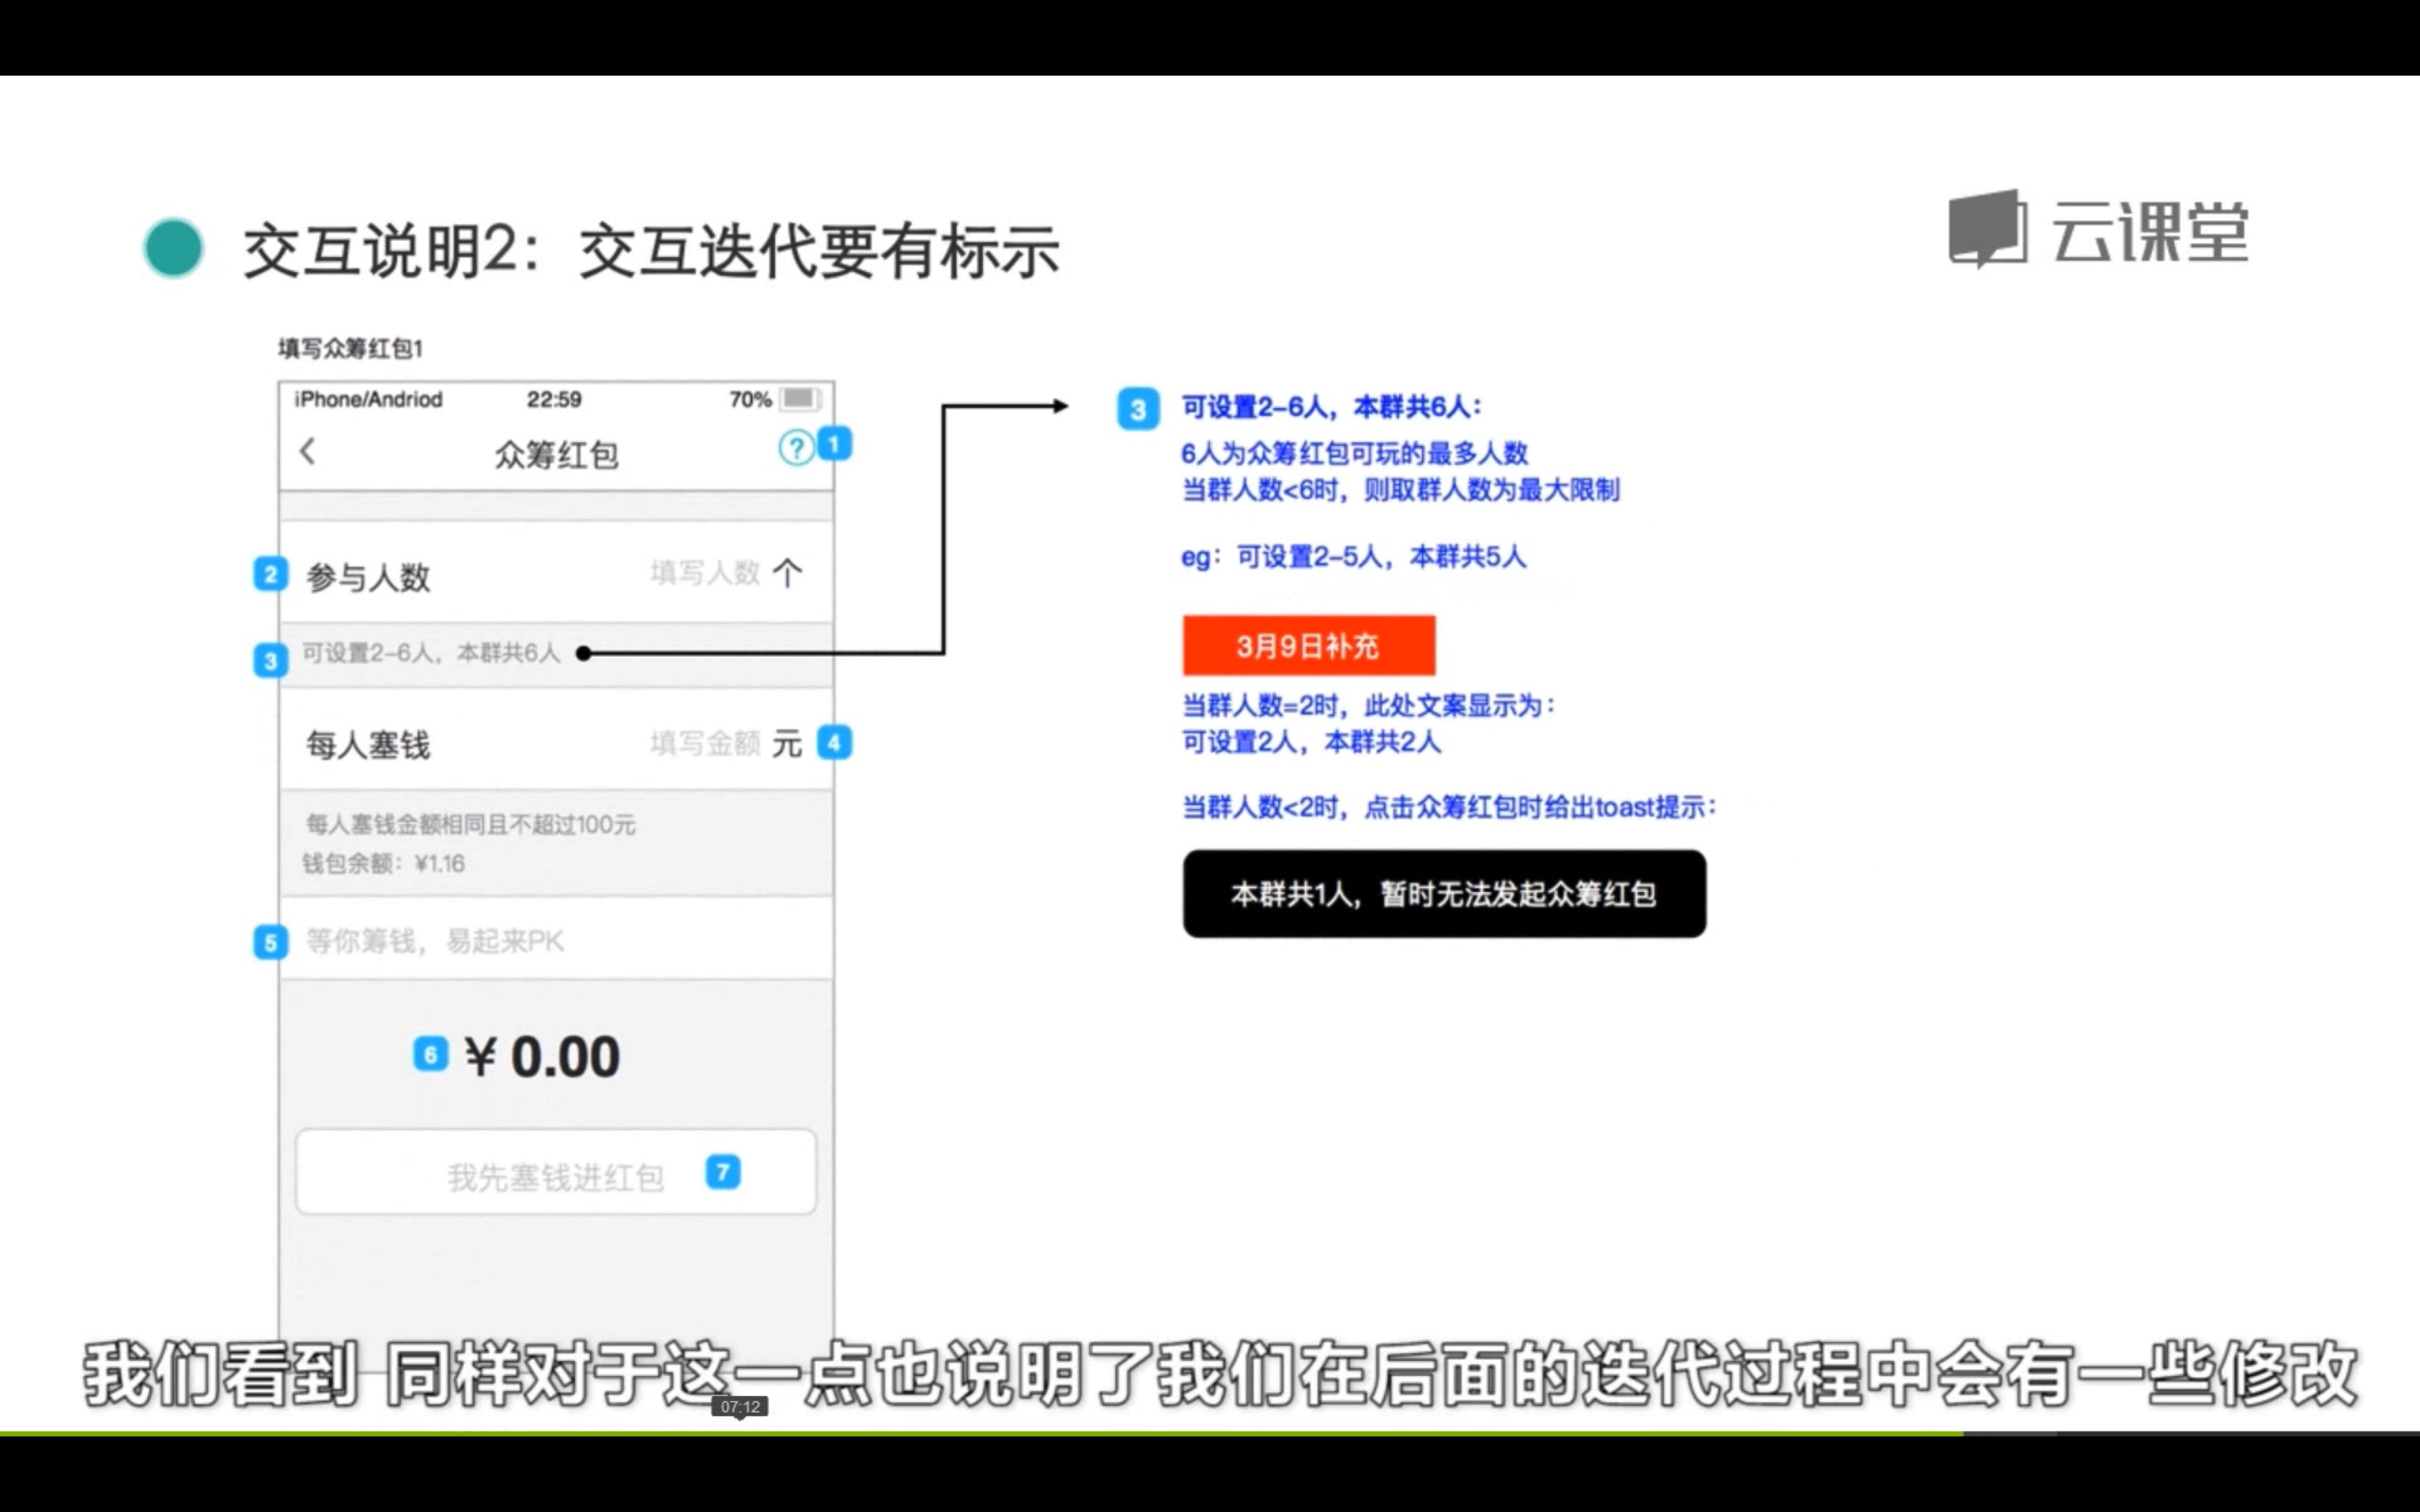 交互说明2：交互迭代要有标示
云课堂
填写众筹红包1
iPhone/Andriod 22:59 70%
众筹红包 ? 1
2 参与人数 填写人数 个
3 可设置2-6人，本群共6人
每人塞钱 填写金额 元 4
每人塞钱金额相同且不超过100元
钱包余额：¥1.16
5 等你筹钱，易起来PK
6 ¥ 0.00
我先塞钱进红包 7
3 可设置2-6人，本群共6人：
6人为众筹红包可玩的最多人数
当群人数<6时，则取群人数为最大限制
eg：可设置2-5人，本群共5人
3月9日补充
当群人数=2时，此处文案显示为：
可设置2人，本群共2人
当群人数<2时，点击众筹红包时给出toast提示：
本群共1人，暂时无法发起众筹红包
我们看到 同样对于这一点也说明了我们在后面的迭代过程中会有一些修改
07:12